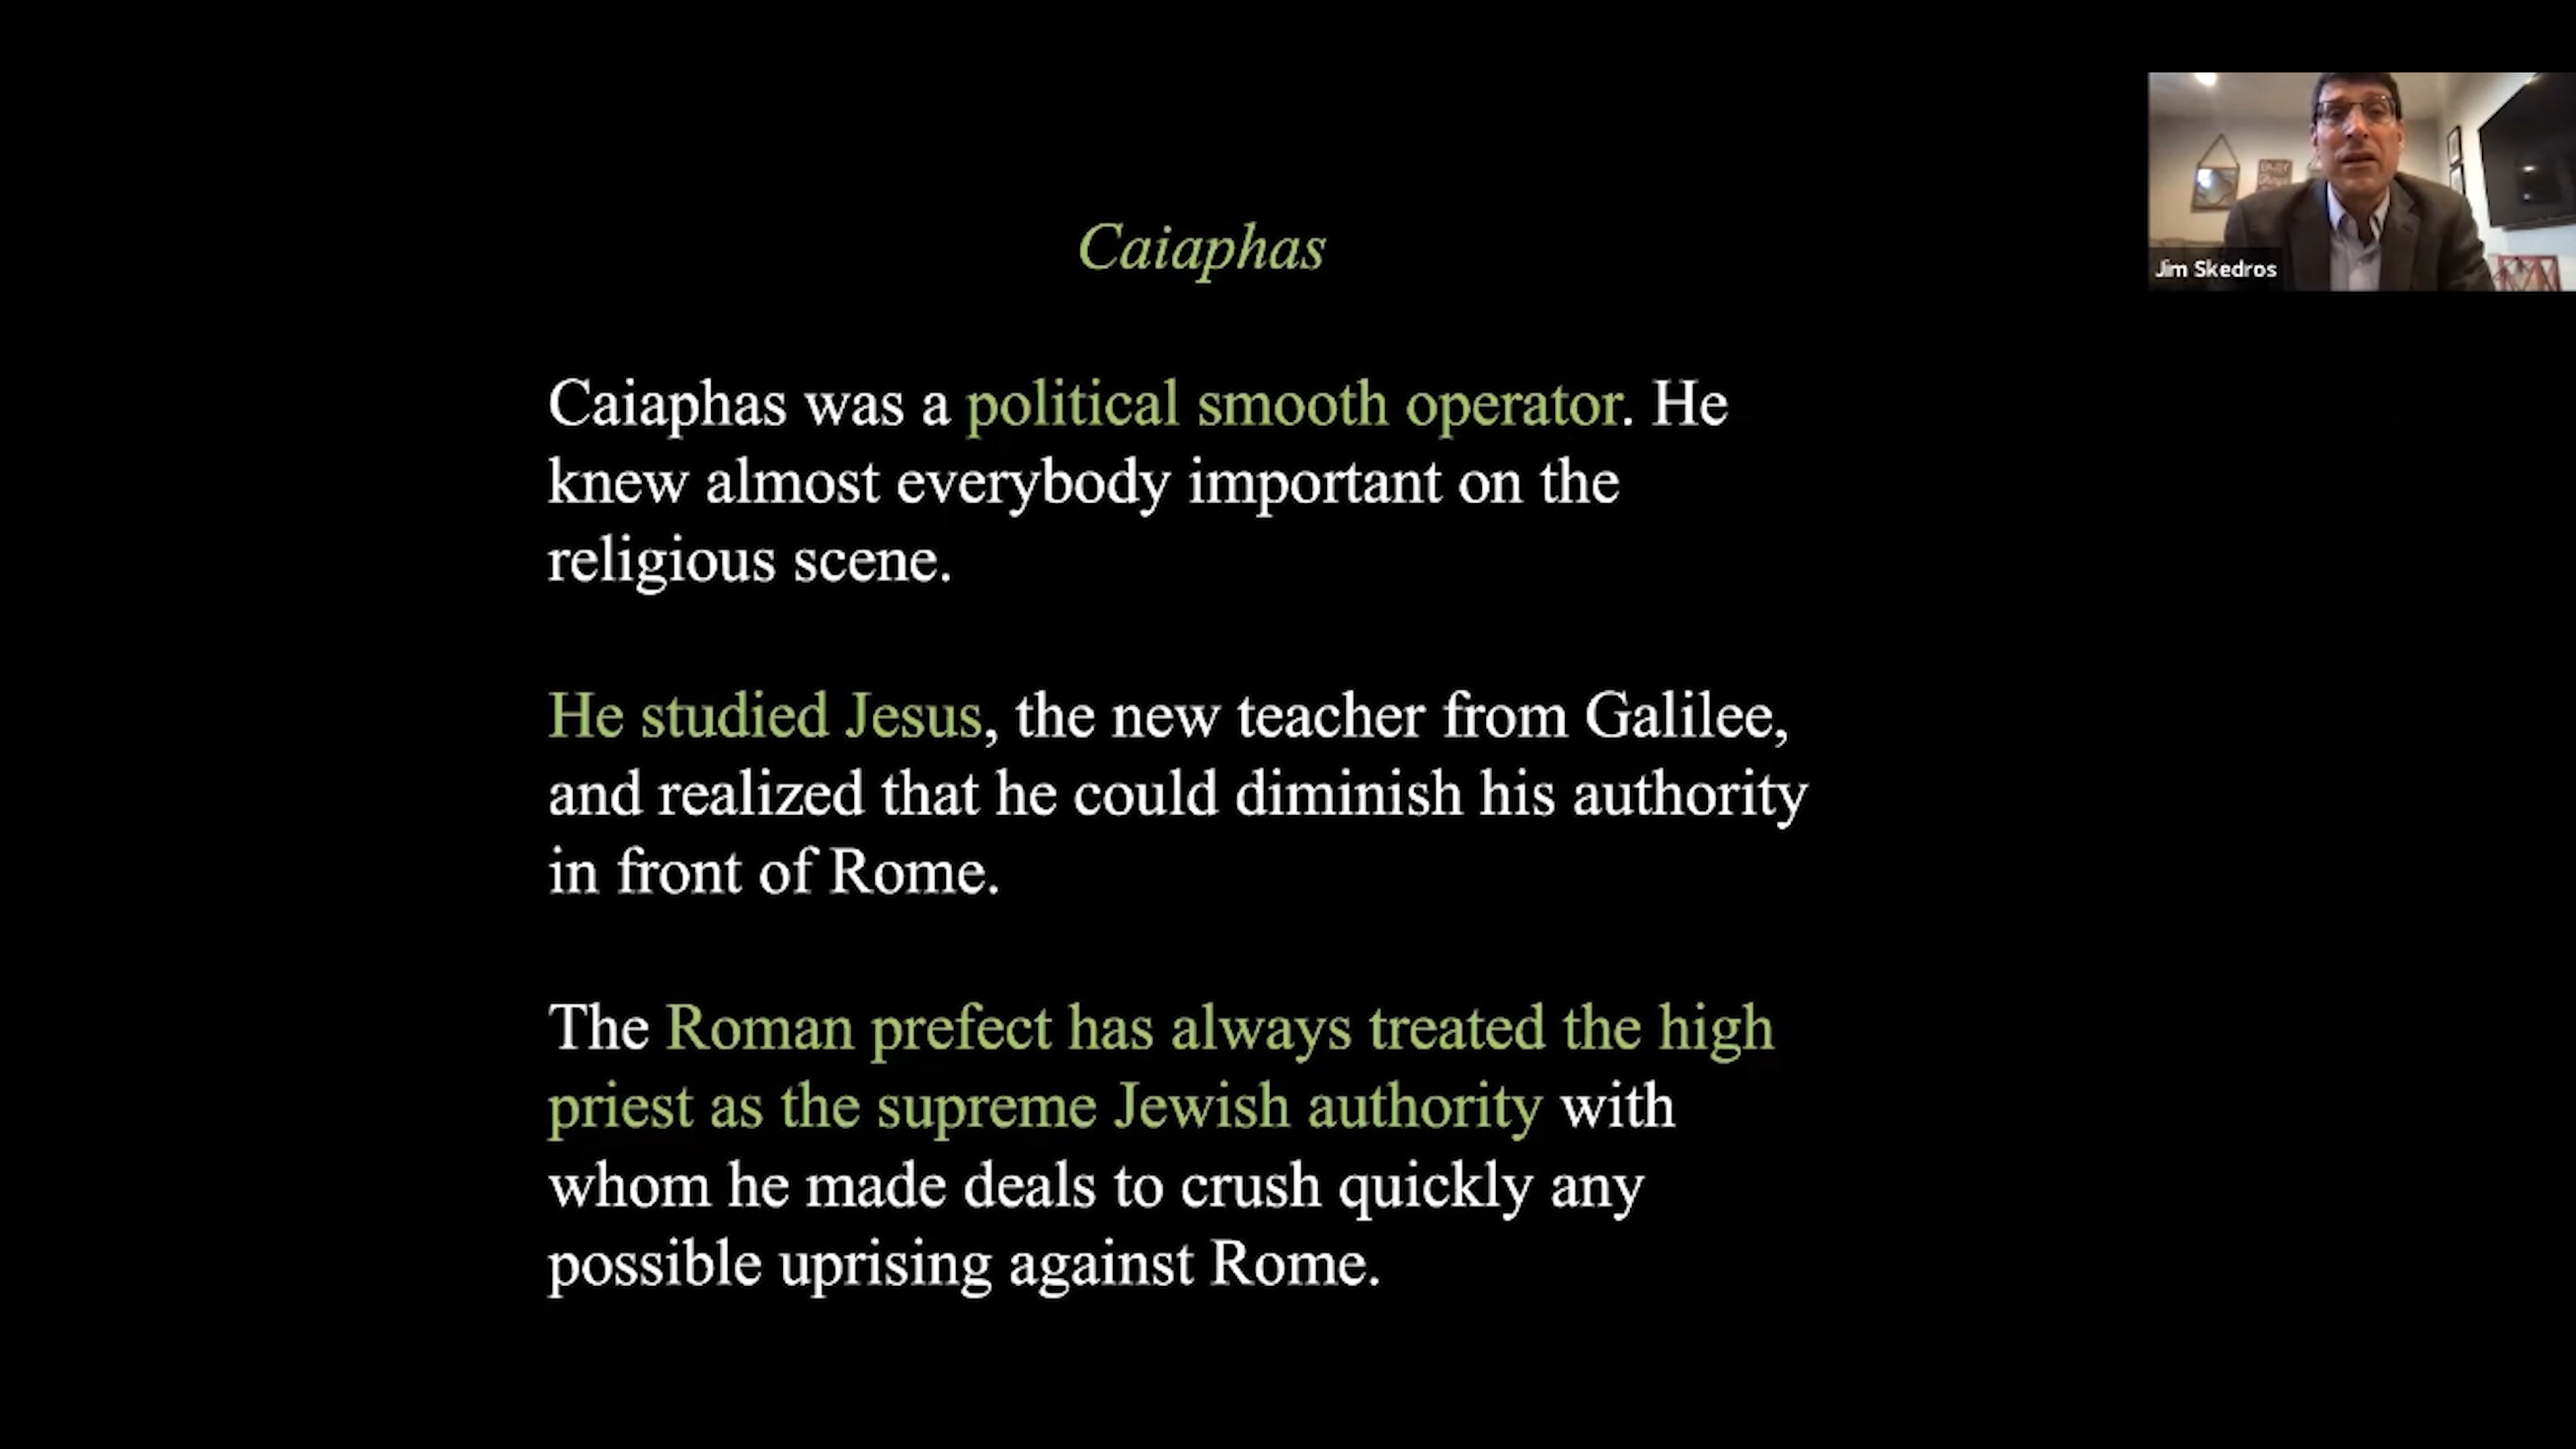 Caiaphas
Caiaphas was a political smooth operator. He
knew almost everybody important on the
religious scene.
He studied Jesus, the new teacher from Galilee,
and realized that he could diminish his authority
in front of Rome.
The Roman prefect has always treated the high
priest as the supreme Jewish authority with
whom he made deals to crush quickly any
possible uprising against Rome.
Jim Skedros